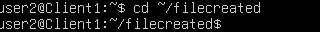 user2@Client1:~$ cd ~/filecreated
user2@Client1:~/filecreated$